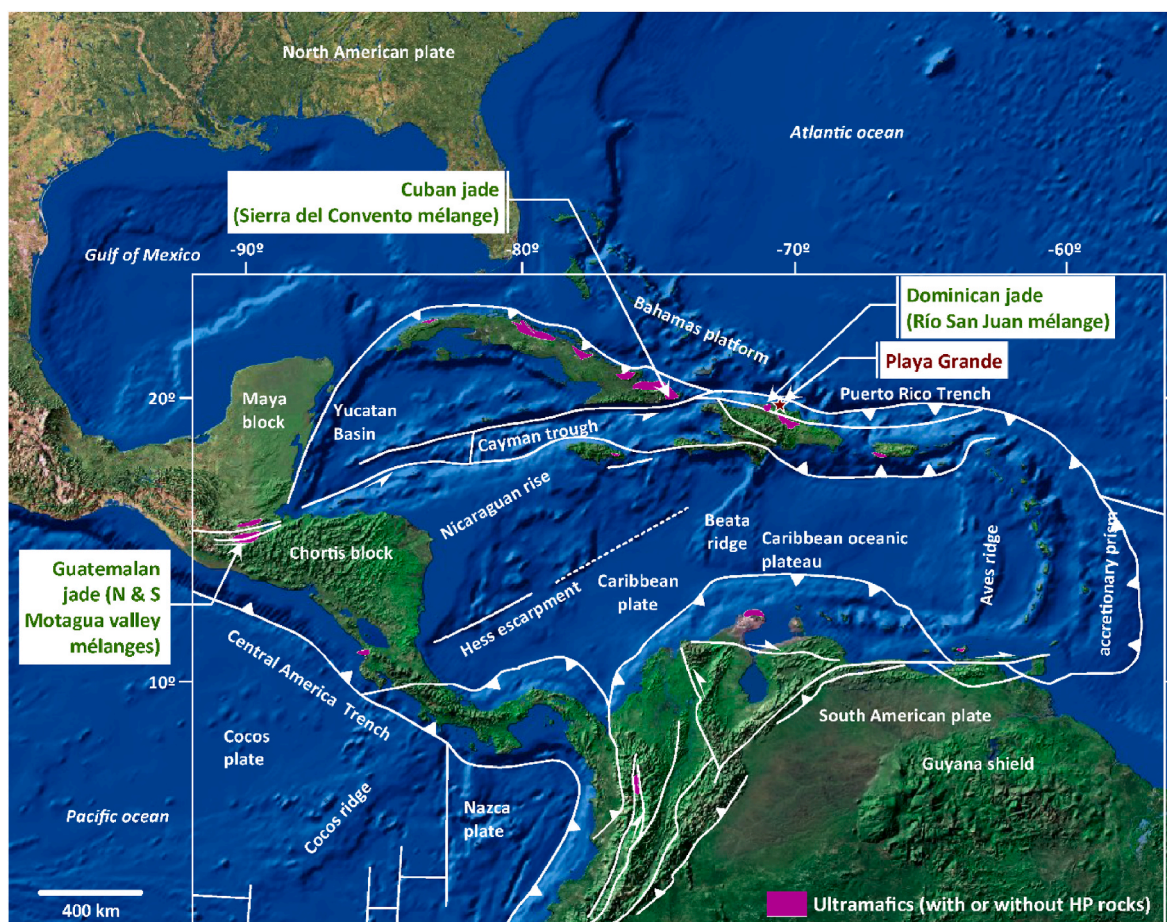 North American plate
Atlantic ocean
Cuban jade
(Sierra del Convento mélange)
Gulf of Mexico
-90º
-80º
-70º
-60º
Dominican jade
(Río San Juan mélange)
Bahamas platform
Playa Grande
20º
Maya
block
Yucatan
Basin
Puerto Rico Trench
Cayman trough
Nicaraguan rise
Beata
ridge
Caribbean oceanic
plateau
Chortis block
Guatemalan
jade (N & S
Motagua valley
mélanges)
Caribbean
plate
Hess escarpment
Aves ridge
accretionary prism
Central America Trench
10º
South American plate
Cocos
plate
Guyana shield
Pacific ocean
Cocos ridge
Nazca
plate
400 km
Ultramafics (with or without HP rocks)